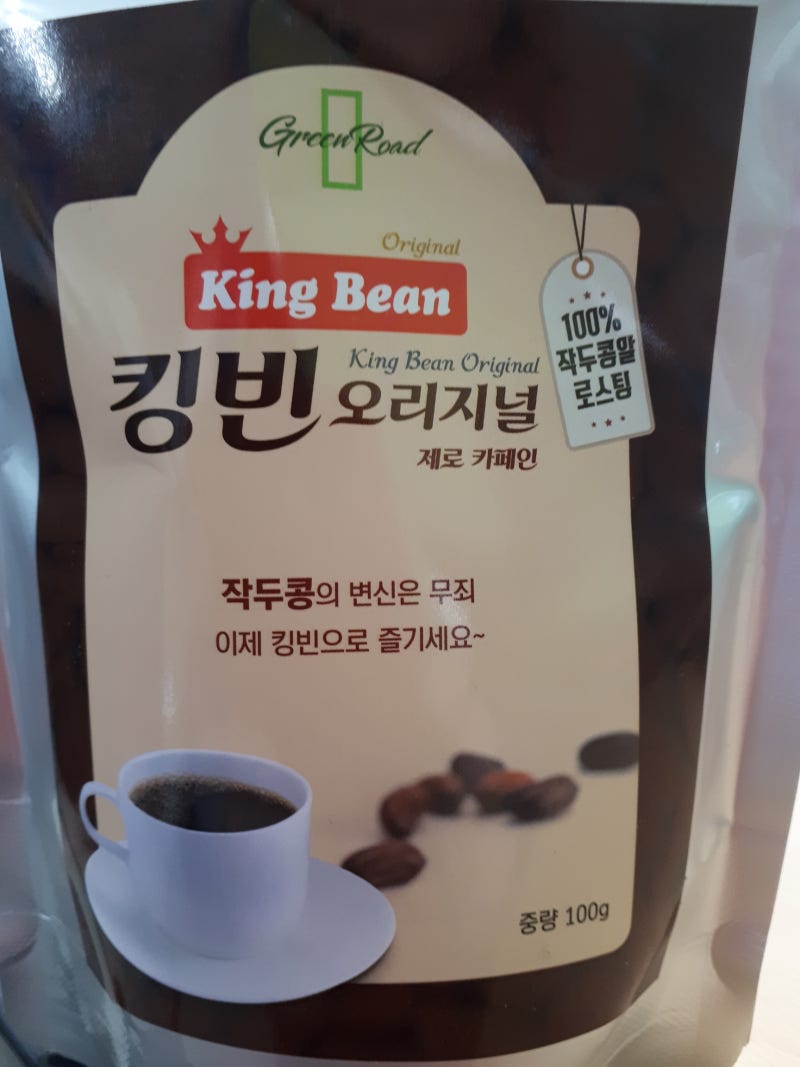 GreenRoad
Original
King Bean
킹빈
King Bean Original
오리지널
제로 카페인
100%
작두콩알
로스팅
작두콩의 변신은 무죄
이제 킹빈으로 즐기세요~
중량 100g